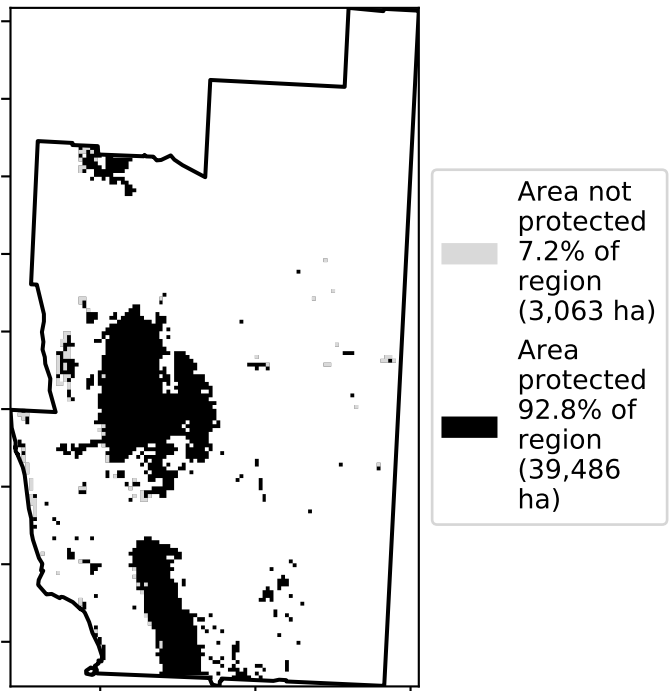 Area not
protected
7.2% of
region
(3,063 ha)
Area
protected
92.8% of
region
(39,486
ha)